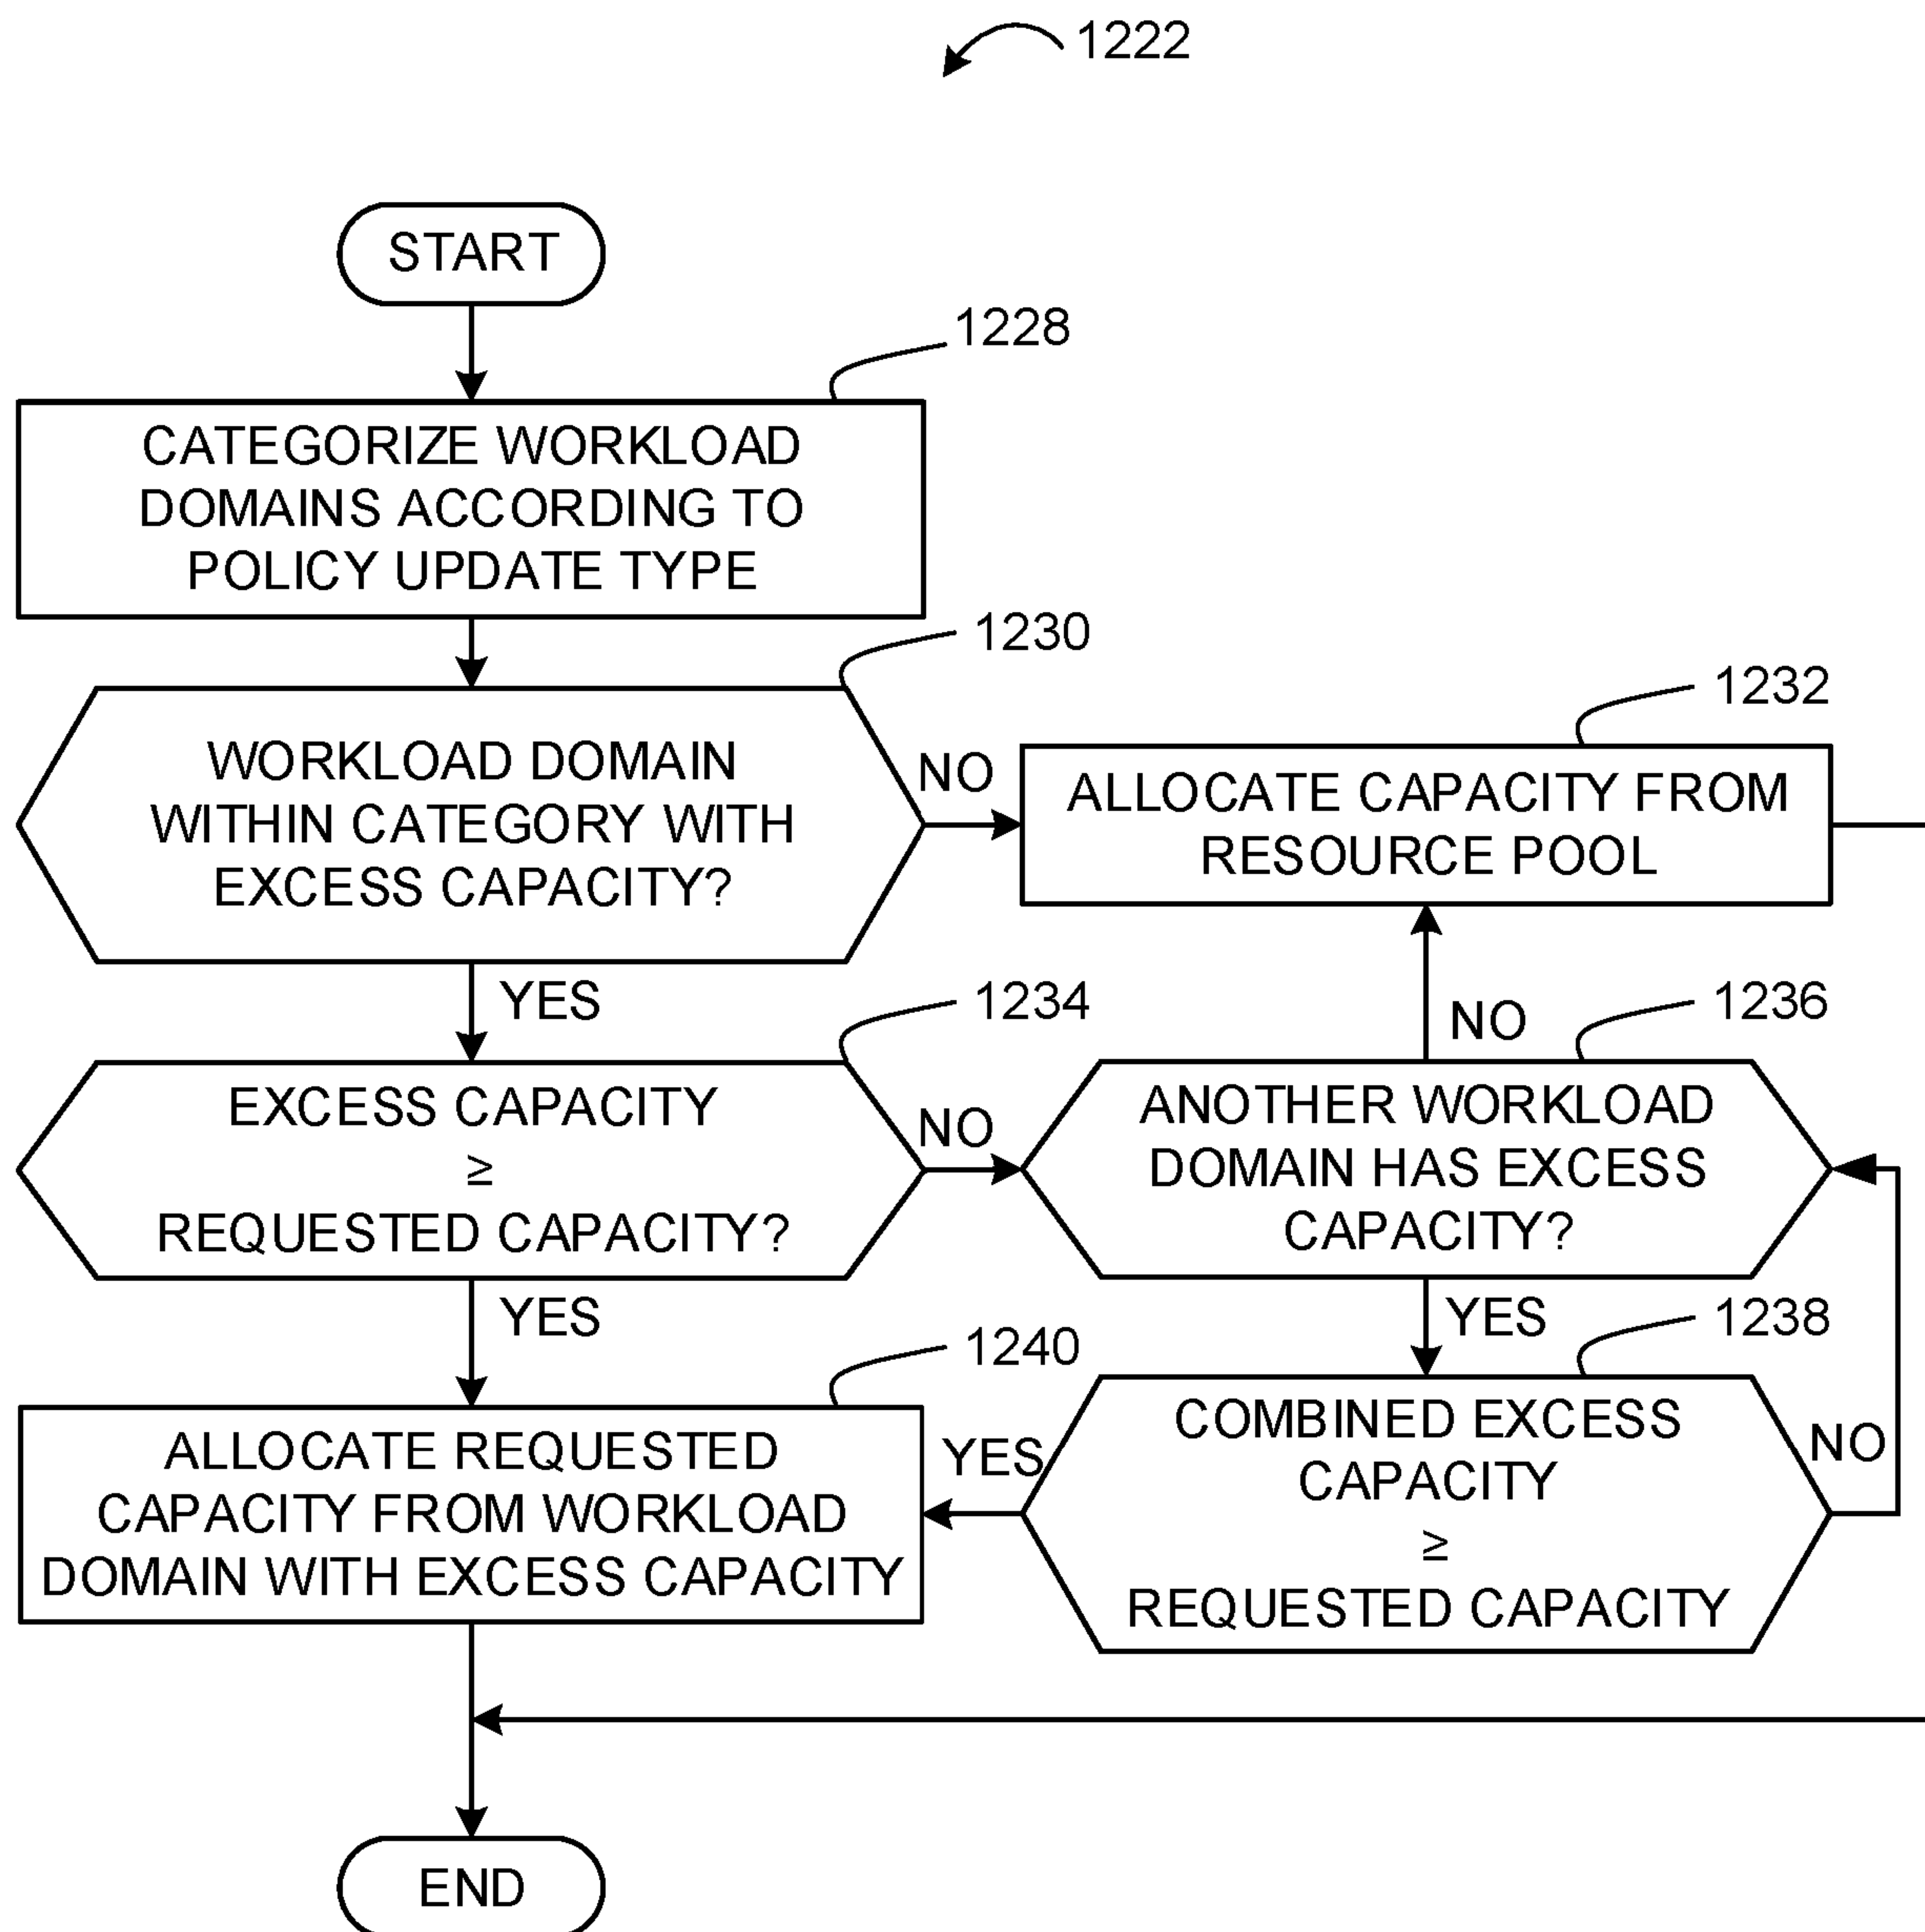 1222
START
1228
CATEGORIZE WORKLOAD
DOMAINS ACCORDING TO
POLICY UPDATE TYPE
1230
WORKLOAD DOMAIN
WITHIN CATEGORY WITH
EXCESS CAPACITY?
NO
1232
ALLOCATE CAPACITY FROM
RESOURCE POOL
YES
1234
EXCESS CAPACITY
≥
REQUESTED CAPACITY?
NO
NO
1236
ANOTHER WORKLOAD
DOMAIN HAS EXCESS
CAPACITY?
YES
YES
1238
COMBINED EXCESS
CAPACITY
≥
REQUESTED CAPACITY
NO
YES
1240
ALLOCATE REQUESTED
CAPACITY FROM WORKLOAD
DOMAIN WITH EXCESS CAPACITY
END